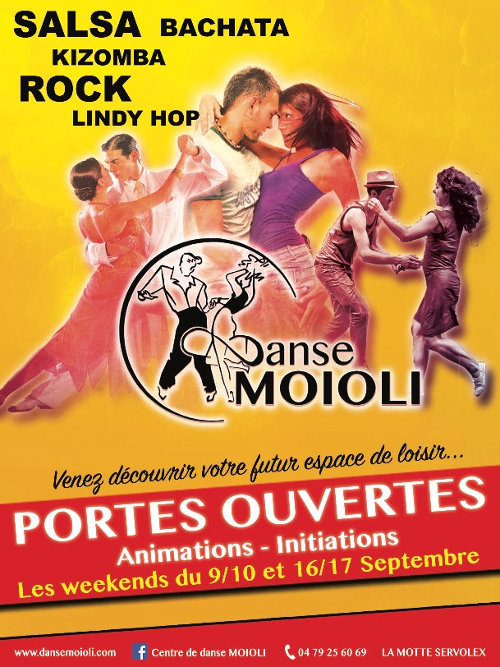 SALSA BACHATA
KIZOMBA
ROCK
LINDY HOP
Danse
MOIOLI
Venez découvrir votre futur espace de loisir...
PORTES OUVERTES
Animations - Initiations
Les weekends du 9/10 et 16/17 Septembre
www.dansemoioli.com f Centre de danse MOIOLI 04 79 25 60 69 LA MOTTE SERVOLEX